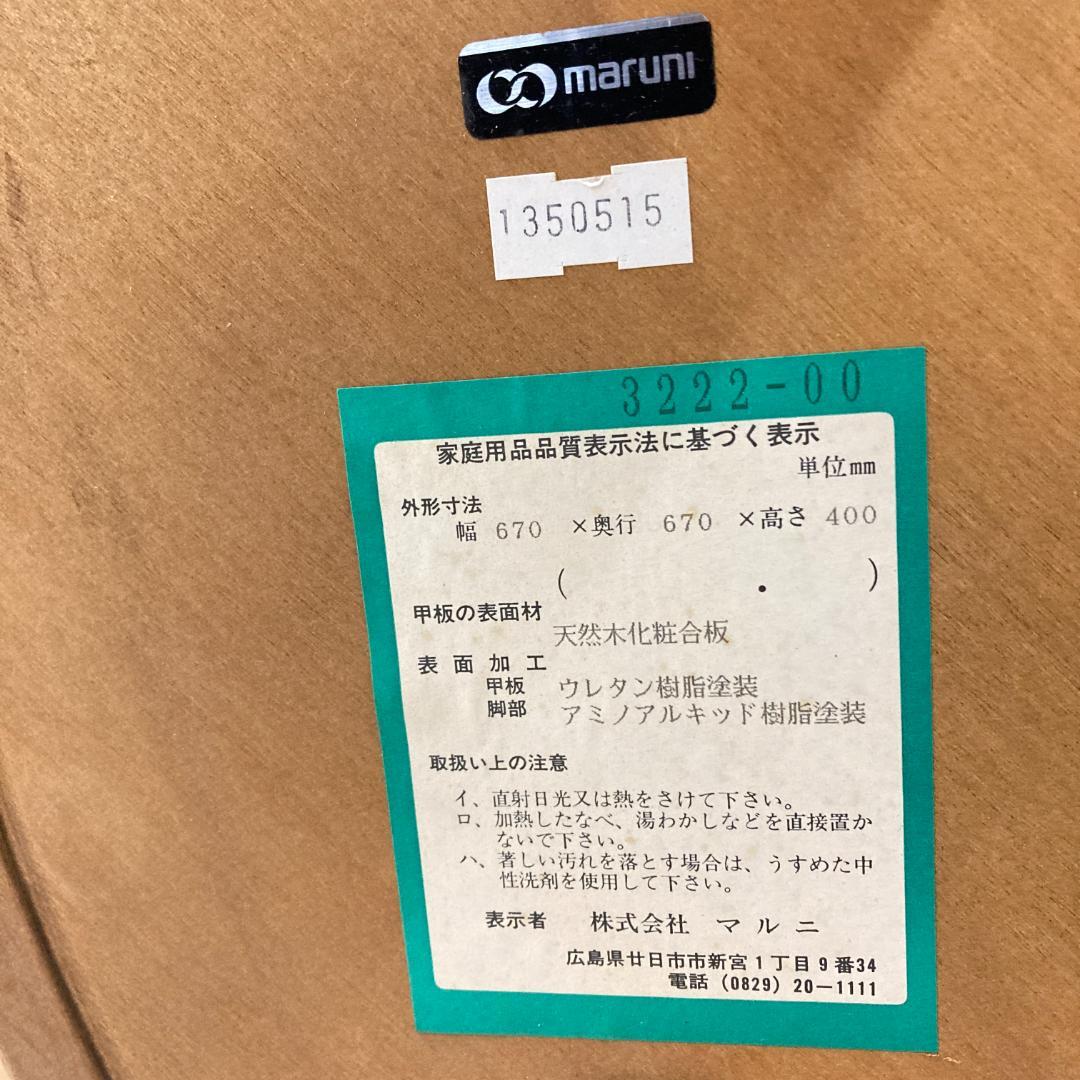 maruni
1350515
3222-00
家庭用品品質表示法に基づく表示
単位mm
外形寸法
幅 670 ×奥行 670 ×高さ 400
( . )
甲板の表面材
天然木化粧合板
表面加工
甲板 ウレタン樹脂塗装
脚部 アミノアルキッド樹脂塗装
取扱い上の注意
イ、直射日光又は熱をさけて下さい。
ロ、加熱したなべ、湯わかしなどを直接置か
ないで下さい。
ハ、著しい汚れを落とす場合は、うすめた中
性洗剤を使用して下さい。
表示者 株式会社 マルニ
広島県廿日市市新宮1丁目9番34
電話 (0829) 20-1111